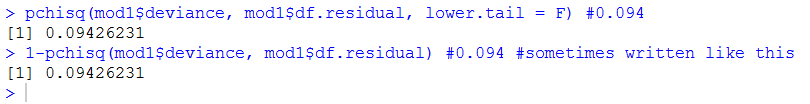 > pchisq(mod1$deviance, mod1$df.residual, lower.tail = F) #0.094
[1] 0.09426231
> 1-pchisq(mod1$deviance, mod1$df.residual) #0.094 #sometimes written like this
[1] 0.09426231
>